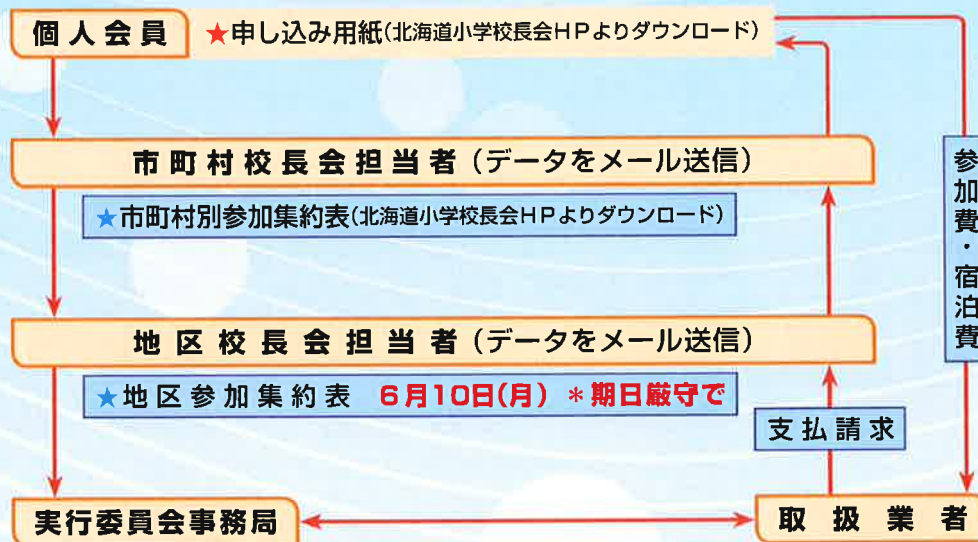 個人会員 ★申し込み用紙(北海道小学校長会HPよりダウンロード)
市町村校長会担当者(データをメール送信)
★市町村別参加集約表(北海道小学校長会HPよりダウンロード)
参加費・宿泊費
地区校長会担当者(データをメール送信)
★地区参加集約表 6月10日(月) *期日厳守で
支払請求
実行委員会事務局
取扱業者